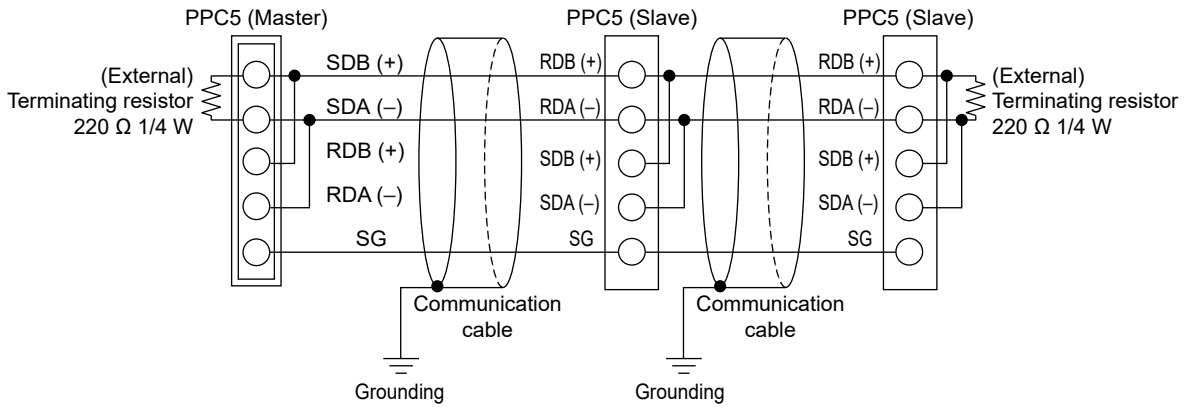 PPC5 (Master)
PPC5 (Slave)
PPC5 (Slave)
(External)
Terminating resistor
220 Ω 1/4 W
SDB (+)
SDA (–)
RDB (+)
RDA (–)
SG
RDB (+)
RDA (–)
SDB (+)
SDA (–)
SG
RDB (+)
RDA (–)
SDB (+)
SDA (–)
SG
(External)
Terminating resistor
220 Ω 1/4 W
Communication
cable
Communication
cable
Grounding
Grounding